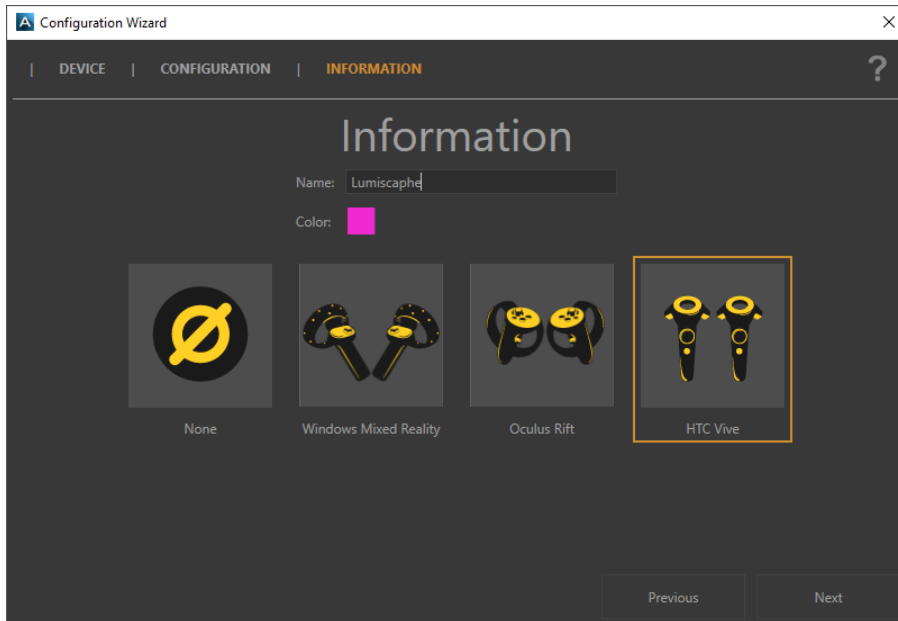 Configuration Wizard
| DEVICE | CONFIGURATION | INFORMATION ?
Information
Name: Lumiscaphe
Color:
None Windows Mixed Reality Oculus Rift HTC Vive
Previous Next